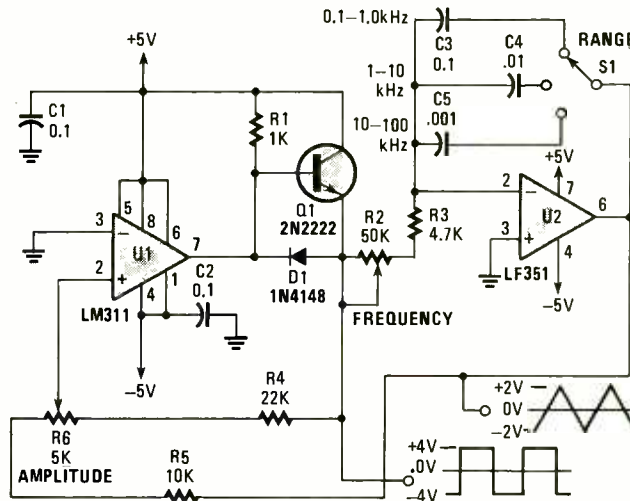 0.1–1.0kHz
C3
0.1
RANGE
+5V
C4
.01
S1
1–10
kHz
C1
0.1
R1
1K
C5
.001
10–100
kHz
+5V
Q1
2N2222
5
8
6
3
2
U1
7
R2
50K
R3
4.7K
2
7
6
U2
3
4
LM311
4
1
C2
0.1
D1
1N4148
LF351
FREQUENCY
–5V
–5V
R4
22K
+2V
0V
–2V
R6
5K
AMPLITUDE
R5
10K
+4V
.0V
–4V